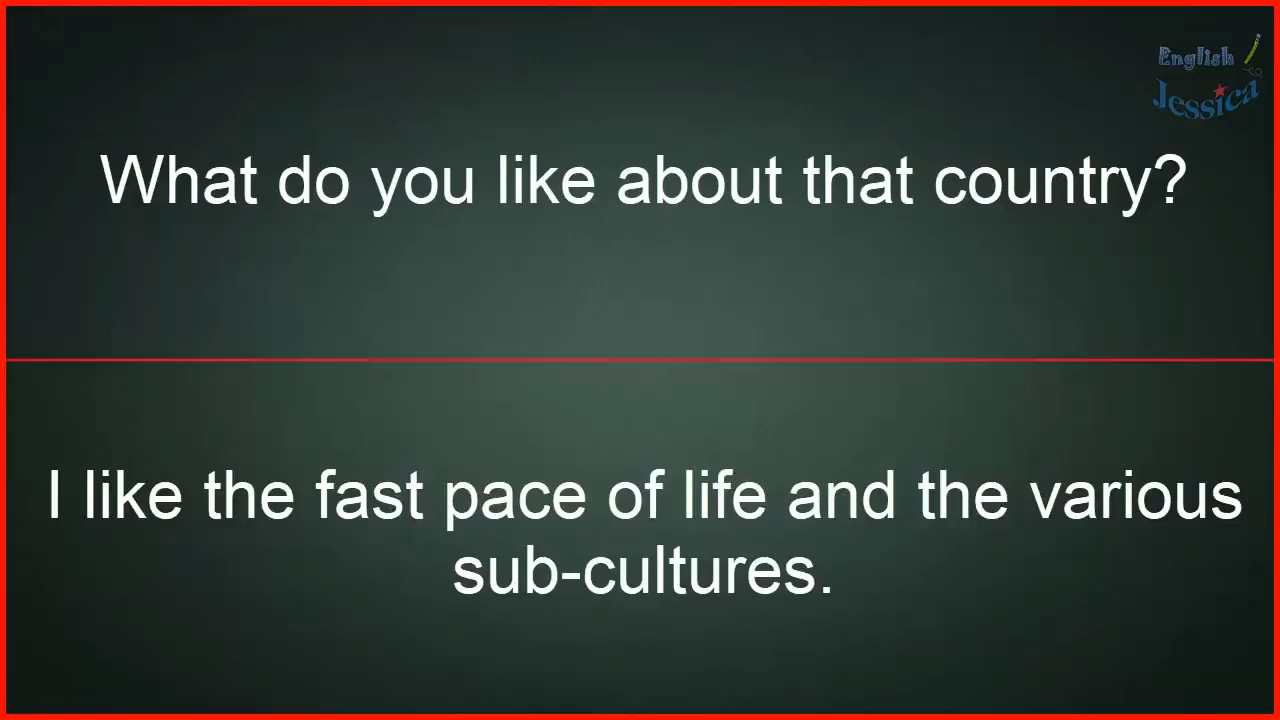 English
Jessica
What do you like about that country?
I like the fast pace of life and the various
sub-cultures.